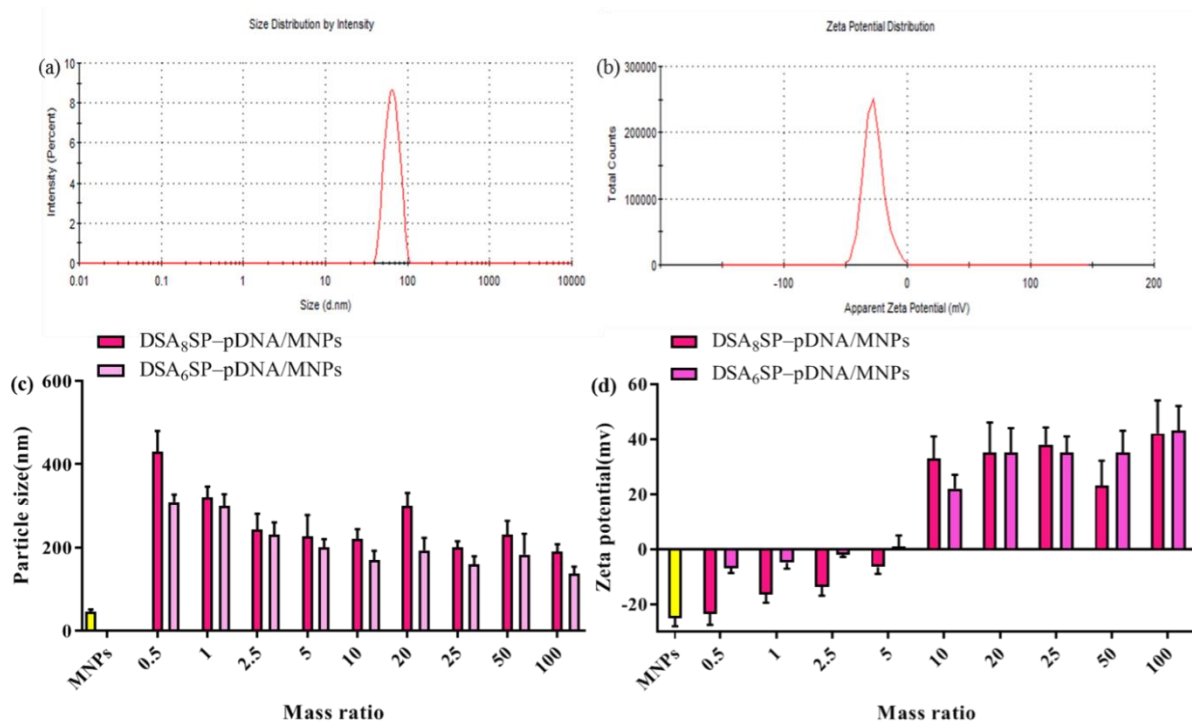 Size Distribution by Intensity
(a)
10
8
6
4
2
0
Intensity (Percent)
0.01 0.1 1 10 100 1000 10000
Size (d.nm)
Zeta Potential Distribution
(b)
300000
200000
100000
0
Total Counts
-100 0 100 200
Apparent Zeta Potential (mV)
DSA₈SP–pDNA/MNPs
DSA₆SP–pDNA/MNPs
(c)
600
400
200
0
Particle size(nm)
MNPs 0.5 1 2.5 5 10 20 25 50 100
Mass ratio
DSA₈SP–pDNA/MNPs
DSA₆SP–pDNA/MNPs
(d)
60
40
20
0
-20
Zeta potential(mv)
MNPs 0.5 1 2.5 5 10 20 25 50 100
Mass ratio